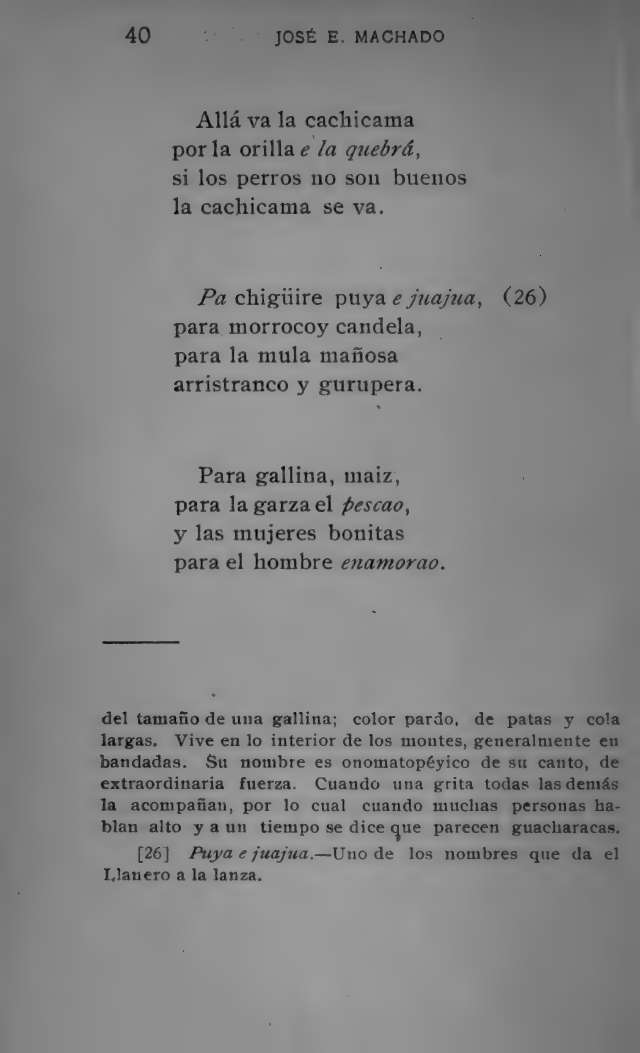 40 JOSÉ E. MACHADO
Allá va la cachicama
por la orilla e la quebrá,
si los perros no son buenos
la cachicama se va.
Pa chigüire puya e juajua, (26)
para morrocoy candela,
para la mula mañosa
arristranco y gurupera.
Para gallina, maiz,
para la garza el pescao,
y las mujeres bonitas
para el hombre enamorao.
del tamaño de una gallina; color pardo, de patas y cola
largas. Vive en lo interior de los montes, generalmente en
bandadas. Su nombre es onomatopéyico de su canto, de
extraordinaria fuerza. Cuando una grita todas las demás
la acompañan, por lo cual cuando muchas personas ha-
blan alto y a un tiempo se dice que parecen guacharacas.
[26] Puya e juajua.—Uno de los nombres que da el
Llanero a la lanza.